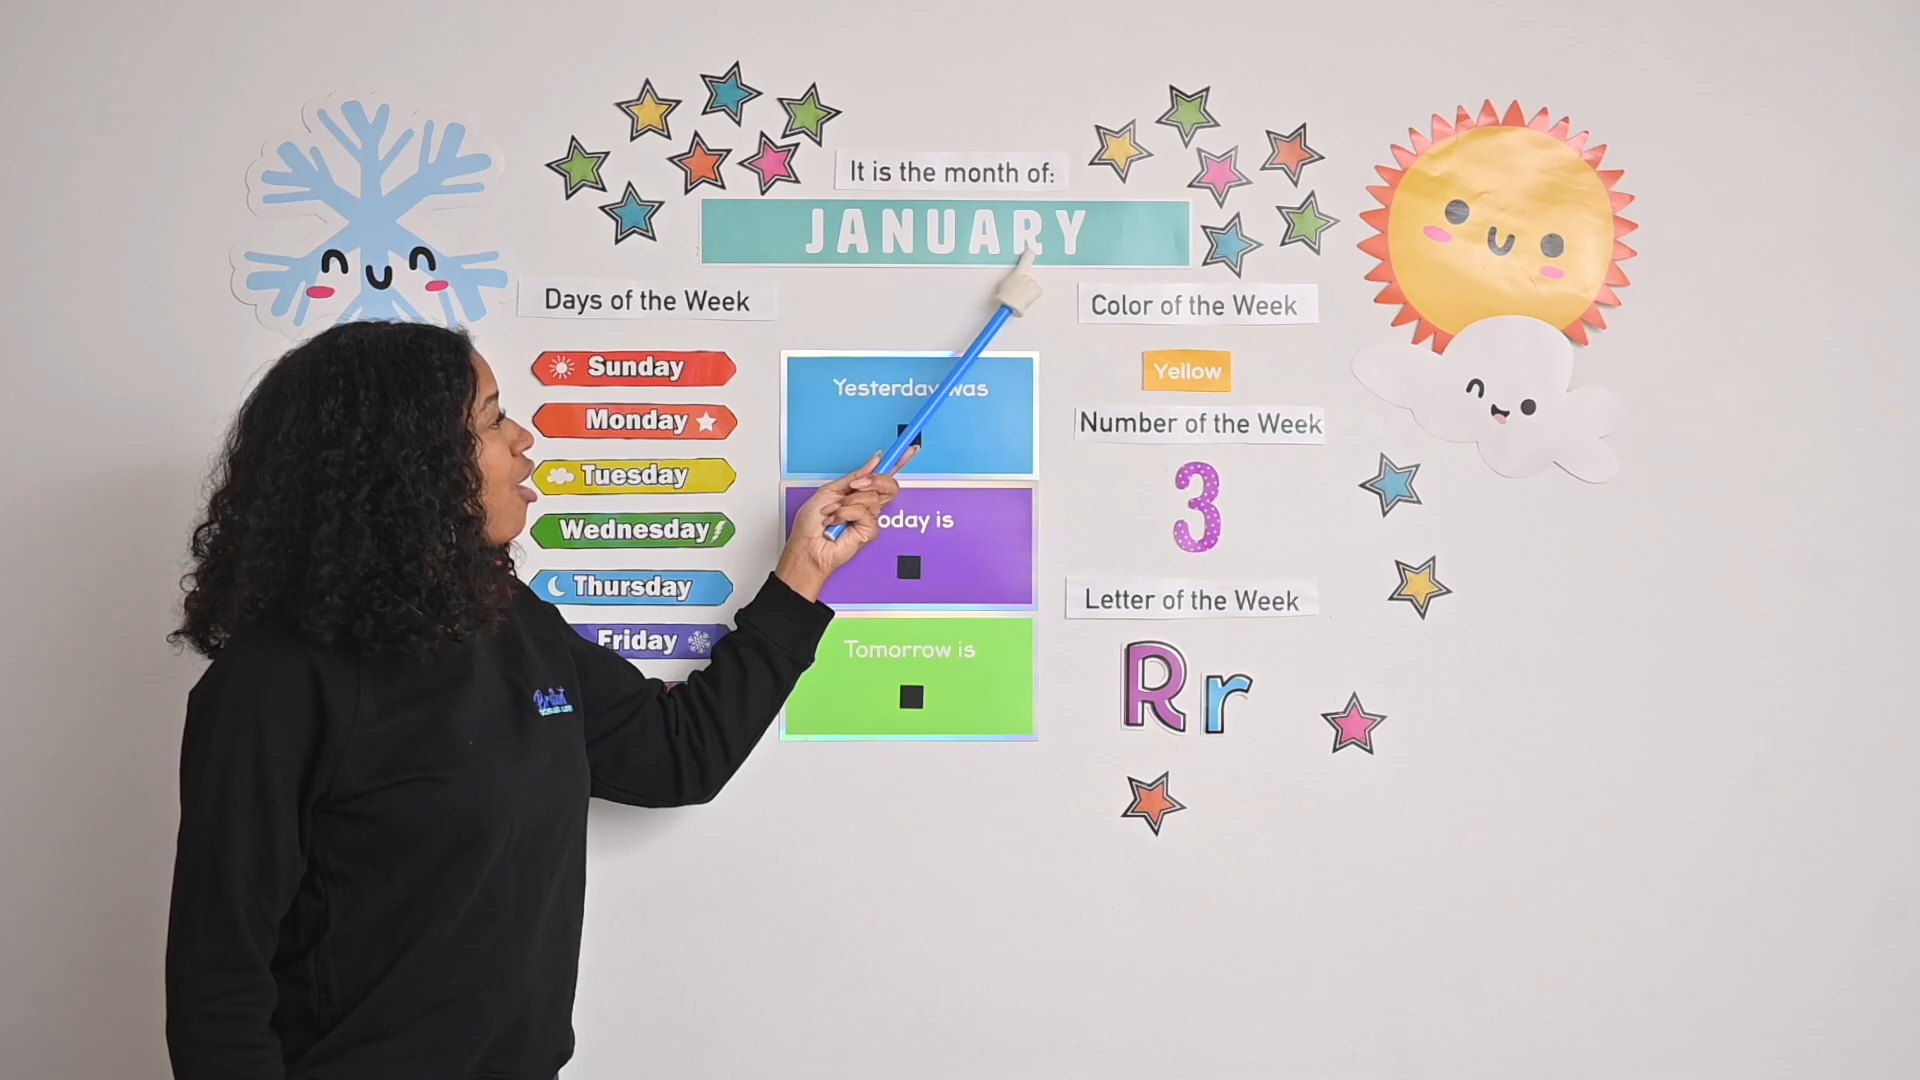 It is the month of:
JANUARY
Days of the Week
Sunday
Monday
Tuesday
Wednesday
Thursday
Friday
Yesterday was
oday is
Tomorrow is
Color of the Week
Yellow
Number of the Week
3
Letter of the Week
Rr